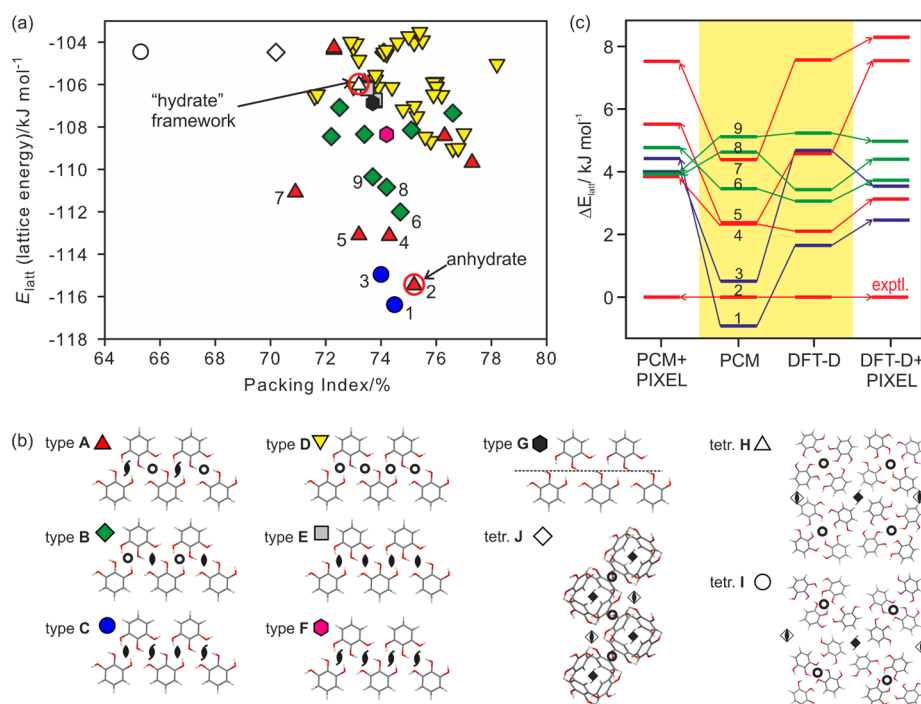 (a)
E_latt (lattice energy)/kJ mol⁻¹
-104
-106
-108
-110
-112
-114
-116
-118
64 66 68 70 72 74 76 78 80
Packing Index/%
"hydrate"
framework
anhydrate
7
9
8
6
5
4
3
2
1
(c)
ΔE_latt/ kJ mol⁻¹
8
6
4
2
0
9
8
7
6
5
4
3
2
1
exptl.
PCM+
PIXEL
PCM
DFT-D
DFT-D+
PIXEL
(b)
type A
type D
type G
tetr. H
type B
type E
tetr. J
tetr. I
type C
type F